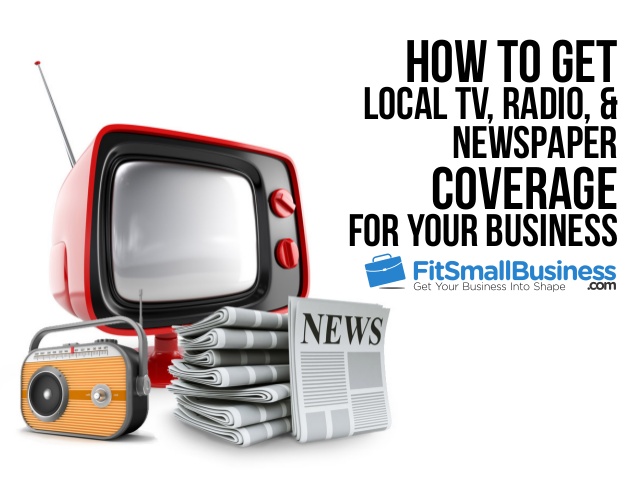 HOW TO GET
LOCAL TV, RADIO, &
NEWSPAPER
COVERAGE
FOR YOUR BUSINESS
FitSmallBusiness
Get Your Business Into Shape .com
NEWS